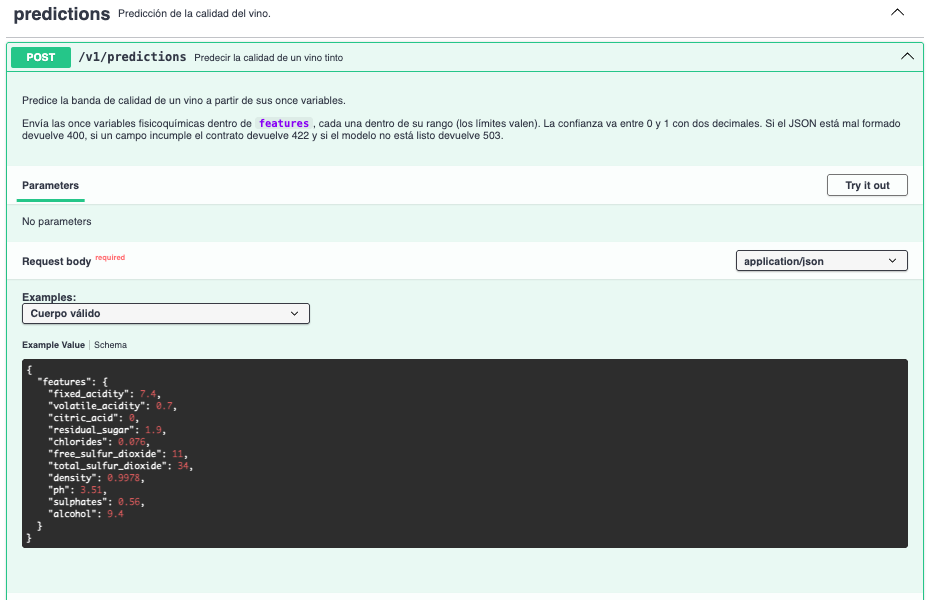 predictions Predicción de la calidad del vino.
POST /v1/predictions Predecir la calidad de un vino tinto
Predice la banda de calidad de un vino a partir de sus once variables.
Envía las once variables fisicoquímicas dentro de features , cada una dentro de su rango (los límites valen). La confianza va entre 0 y 1 con dos decimales. Si el JSON está mal formado
devuelve 400, si un campo incumple el contrato devuelve 422 y si el modelo no está listo devuelve 503.
Parameters
Try it out
No parameters
Request body required
application/json
Examples:
Cuerpo válido
Example Value | Schema
{
  "features": {
    "fixed_acidity": 7.4,
    "volatile_acidity": 0.7,
    "citric_acid": 0,
    "residual_sugar": 1.9,
    "chlorides": 0.076,
    "free_sulfur_dioxide": 11,
    "total_sulfur_dioxide": 34,
    "density": 0.9978,
    "ph": 3.51,
    "sulphates": 0.56,
    "alcohol": 9.4
  }
}